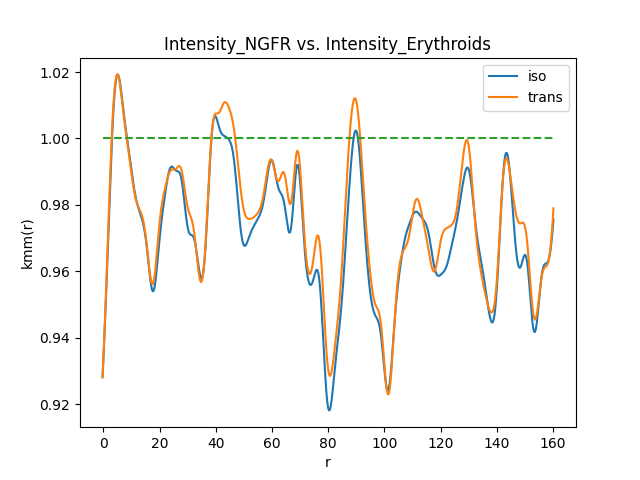 Intensity_NGFR vs. Intensity_Erythroids
iso
trans
kmm(r)
1.02
1.00
0.98
0.96
0.94
0.92
0 20 40 60 80 100 120 140 160
r